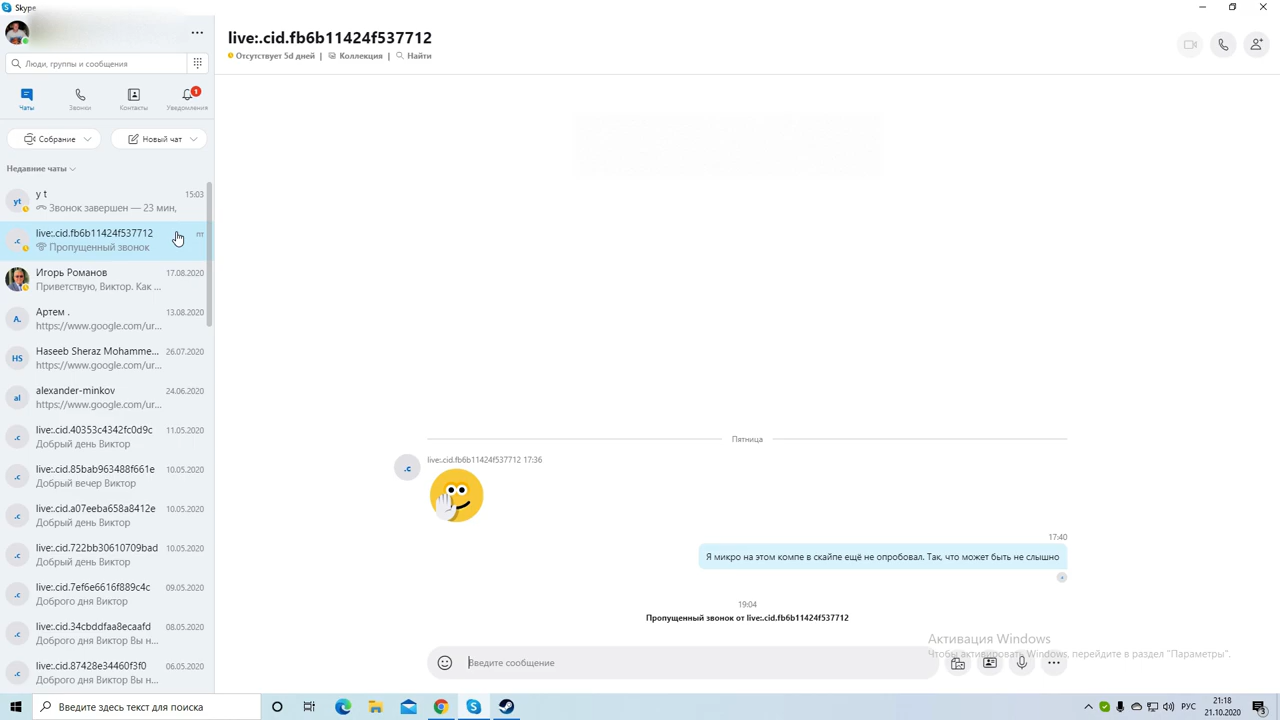 Skype
live:.cid.fb6b11424f537712
Отсутствует 5d дней | Коллекция | Найти
Люди, группы и сообщения
Чаты
Звонки
Контакты
Уведомления
1
Собрание
Новый чат
Недавние чаты
yt
y t
15:03
Звонок завершен — 23 мин,
.c
live:.cid.fb6b11424f537712
пт
Пропущенный звонок
Игорь Романов
17.08.2020
Приветствую, Виктор. Как ...
A.
Артем .
13.08.2020
https://www.google.com/ur...
HS
Haseeb Sheraz Mohamme...
26.07.2020
https://www.google.com/ur...
al
alexander-minkov
24.06.2020
https://www.google.com/ur...
.c
live:.cid.40353c4342fc0d9c
11.05.2020
Добрый день Виктор
.c
live:.cid.85bab963488f661e
10.05.2020
Добрый вечер Виктор
.c
live:.cid.a07eeba658a8412e
10.05.2020
Добрый день Виктор
.c
live:.cid.722bb30610709bad
10.05.2020
Добрый день Виктор
.c
live:.cid.7ef6e6616f889c4c
09.05.2020
Доброго дня Виктор
.c
live:.cid.34cbddfaa8ecaafd
08.05.2020
Доброго дня Виктор Вы н...
.c
live:.cid.87428e34460f3f0
06.05.2020
Доброго дня Виктор Вы н...
Пятница
.c
live:.cid.fb6b11424f537712 17:36
17:40
Я микро на этом компе в скайпе ещё не опробовал. Так, что может быть не слышно
19:04
Пропущенный звонок от live:.cid.fb6b11424f537712
Активация Windows
Чтобы активировать Windows, перейдите в раздел "Параметры".
Введите сообщение
Введите здесь текст для поиска
РУС
21:18
21.10.2020
3